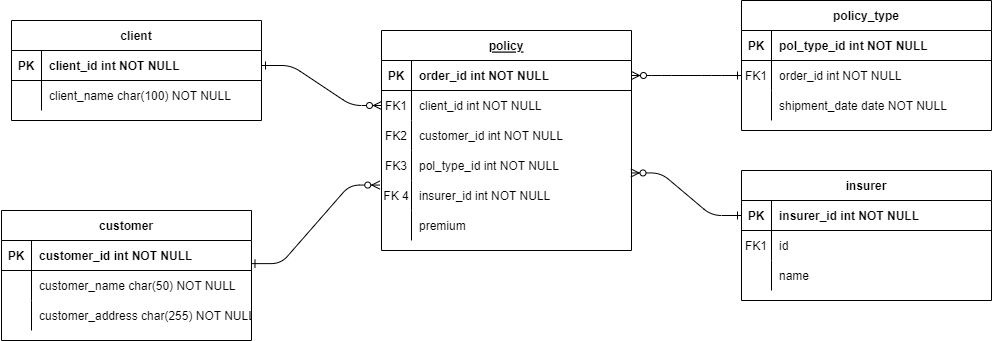 client
PK client_id int NOT NULL
client_name char(100) NOT NULL
customer
PK customer_id int NOT NULL
customer_name char(50) NOT NULL
customer_address char(255) NOT NULL
policy
PK order_id int NOT NULL
FK1 client_id int NOT NULL
FK2 customer_id int NOT NULL
FK3 pol_type_id int NOT NULL
FK 4 insurer_id int NOT NULL
premium
policy_type
PK pol_type_id int NOT NULL
FK1 order_id int NOT NULL
shipment_date date NOT NULL
insurer
PK insurer_id int NOT NULL
FK1 id
name